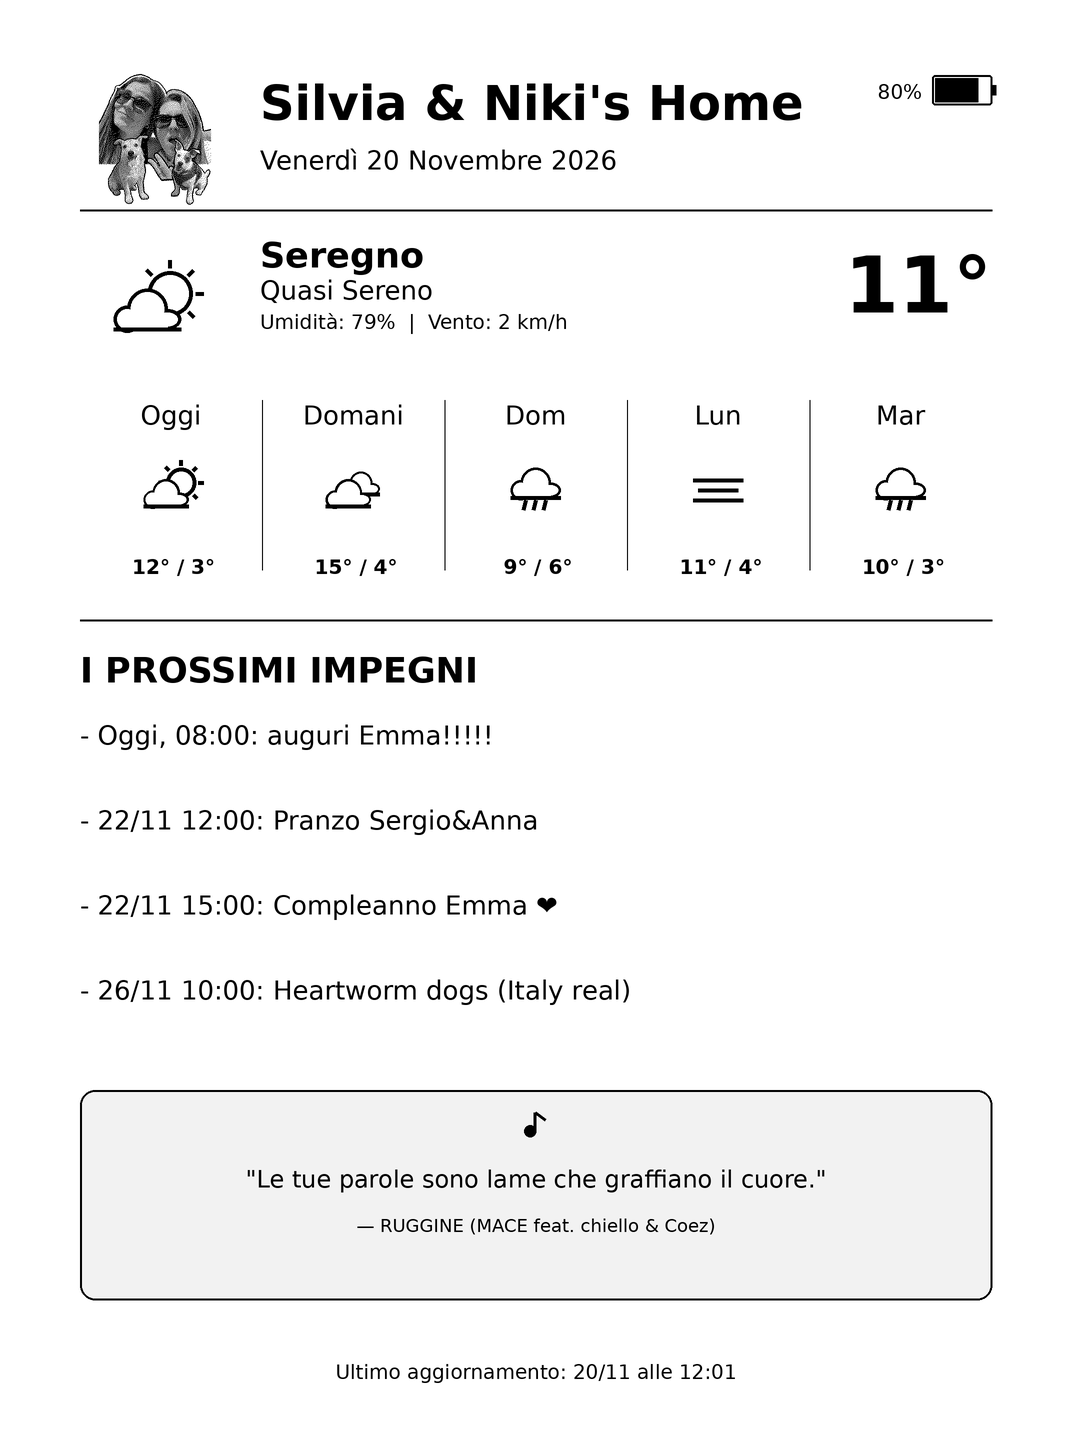 Silvia & Niki's Home
80%
Venerdì 20 Novembre 2026
Seregno
Quasi Sereno
Umidità: 79% | Vento: 2 km/h
11°
Oggi Domani Dom Lun Mar
12° / 3° 15° / 4° 9° / 6° 11° / 4° 10° / 3°
I PROSSIMI IMPEGNI
- Oggi, 08:00: auguri Emma!!!!!
- 22/11 12:00: Pranzo Sergio&Anna
- 22/11 15:00: Compleanno Emma ❤
- 26/11 10:00: Heartworm dogs (Italy real)
"Le tue parole sono lame che graffiano il cuore."
— RUGGINE (MACE feat. chiello & Coez)
Ultimo aggiornamento: 20/11 alle 12:01